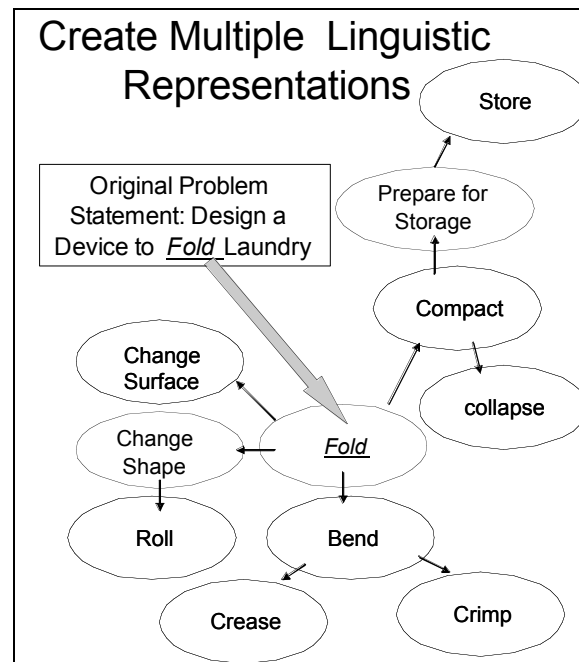 Create Multiple Linguistic
Representations
Store
Original Problem
Statement: Design a
Device to Fold Laundry
Prepare for
Storage
Compact
Change
Surface
collapse
Change
Shape
Fold
Roll
Bend
Crease
Crimp